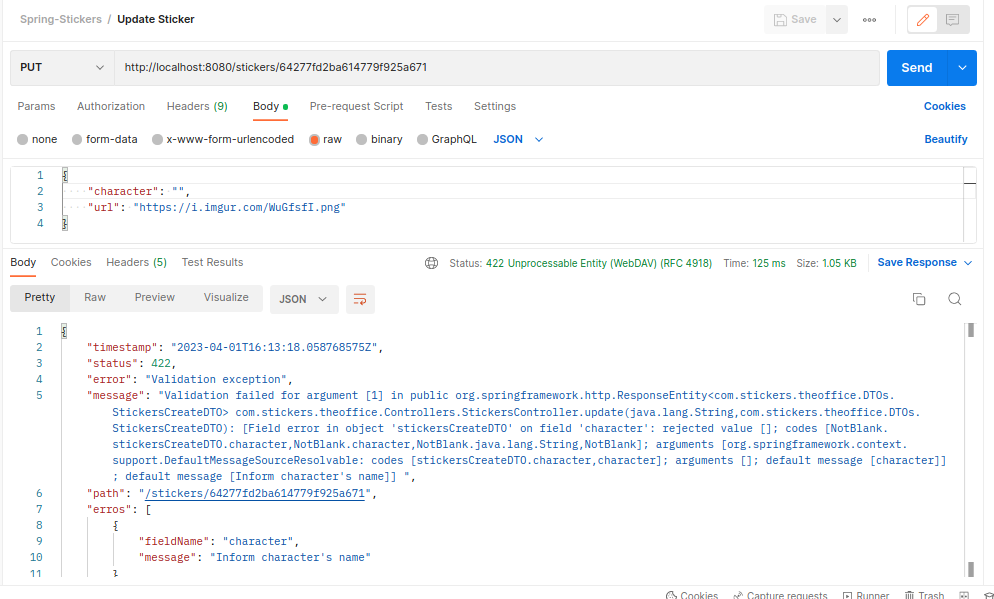 Spring-Stickers / Update Sticker
Save
PUT
http://localhost:8080/stickers/64277fd2ba614779f925a671
Send
Params Authorization Headers (9) Body Pre-request Script Tests Settings Cookies
none form-data x-www-form-urlencoded raw binary GraphQL JSON Beautify
1 {
2 "character": "",
3 "url": "https://i.imgur.com/WuGfsfI.png"
4 }
Body Cookies Headers (5) Test Results Status: 422 Unprocessable Entity (WebDAV) (RFC 4918) Time: 125 ms Size: 1.05 KB Save Response
Pretty Raw Preview Visualize JSON
1 {
2 "timestamp": "2023-04-01T16:13:18.058768575Z",
3 "status": 422,
4 "error": "Validation exception",
5 "message": "Validation failed for argument [1] in public org.springframework.http.ResponseEntity<com.stickers.theoffice.DTOs.
StickersCreateDTO> com.stickers.theoffice.Controllers.StickersController.update(java.lang.String,com.stickers.theoffice.DTOs.
StickersCreateDTO): [Field error in object 'stickersCreateDTO' on field 'character': rejected value []; codes [NotBlank.
stickersCreateDTO.character,NotBlank.character,NotBlank.java.lang.String,NotBlank]; arguments [org.springframework.context.
support.DefaultMessageSourceResolvable: codes [stickersCreateDTO.character,character]; arguments []; default message [character]]
; default message [Inform character's name]] ",
6 "path": "/stickers/64277fd2ba614779f925a671",
7 "erros": [
8 {
9 "fieldName": "character",
10 "message": "Inform character's name"
11 }
Cookies Capture requests Runner Trash